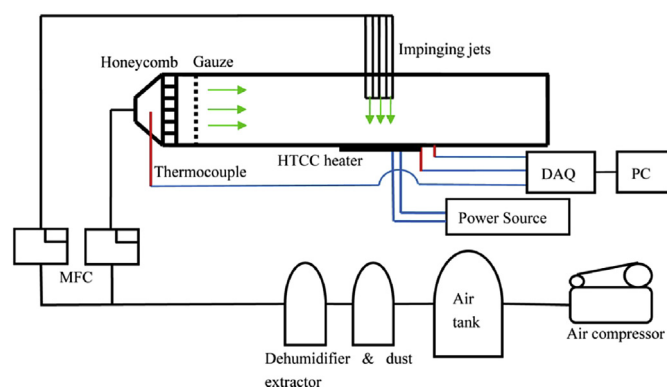 Impinging jets
Honeycomb Gauze
HTCC heater
Thermocouple
DAQ
PC
Power Source
MFC
Air
tank
Air compressor
Dehumidifier & dust
extractor